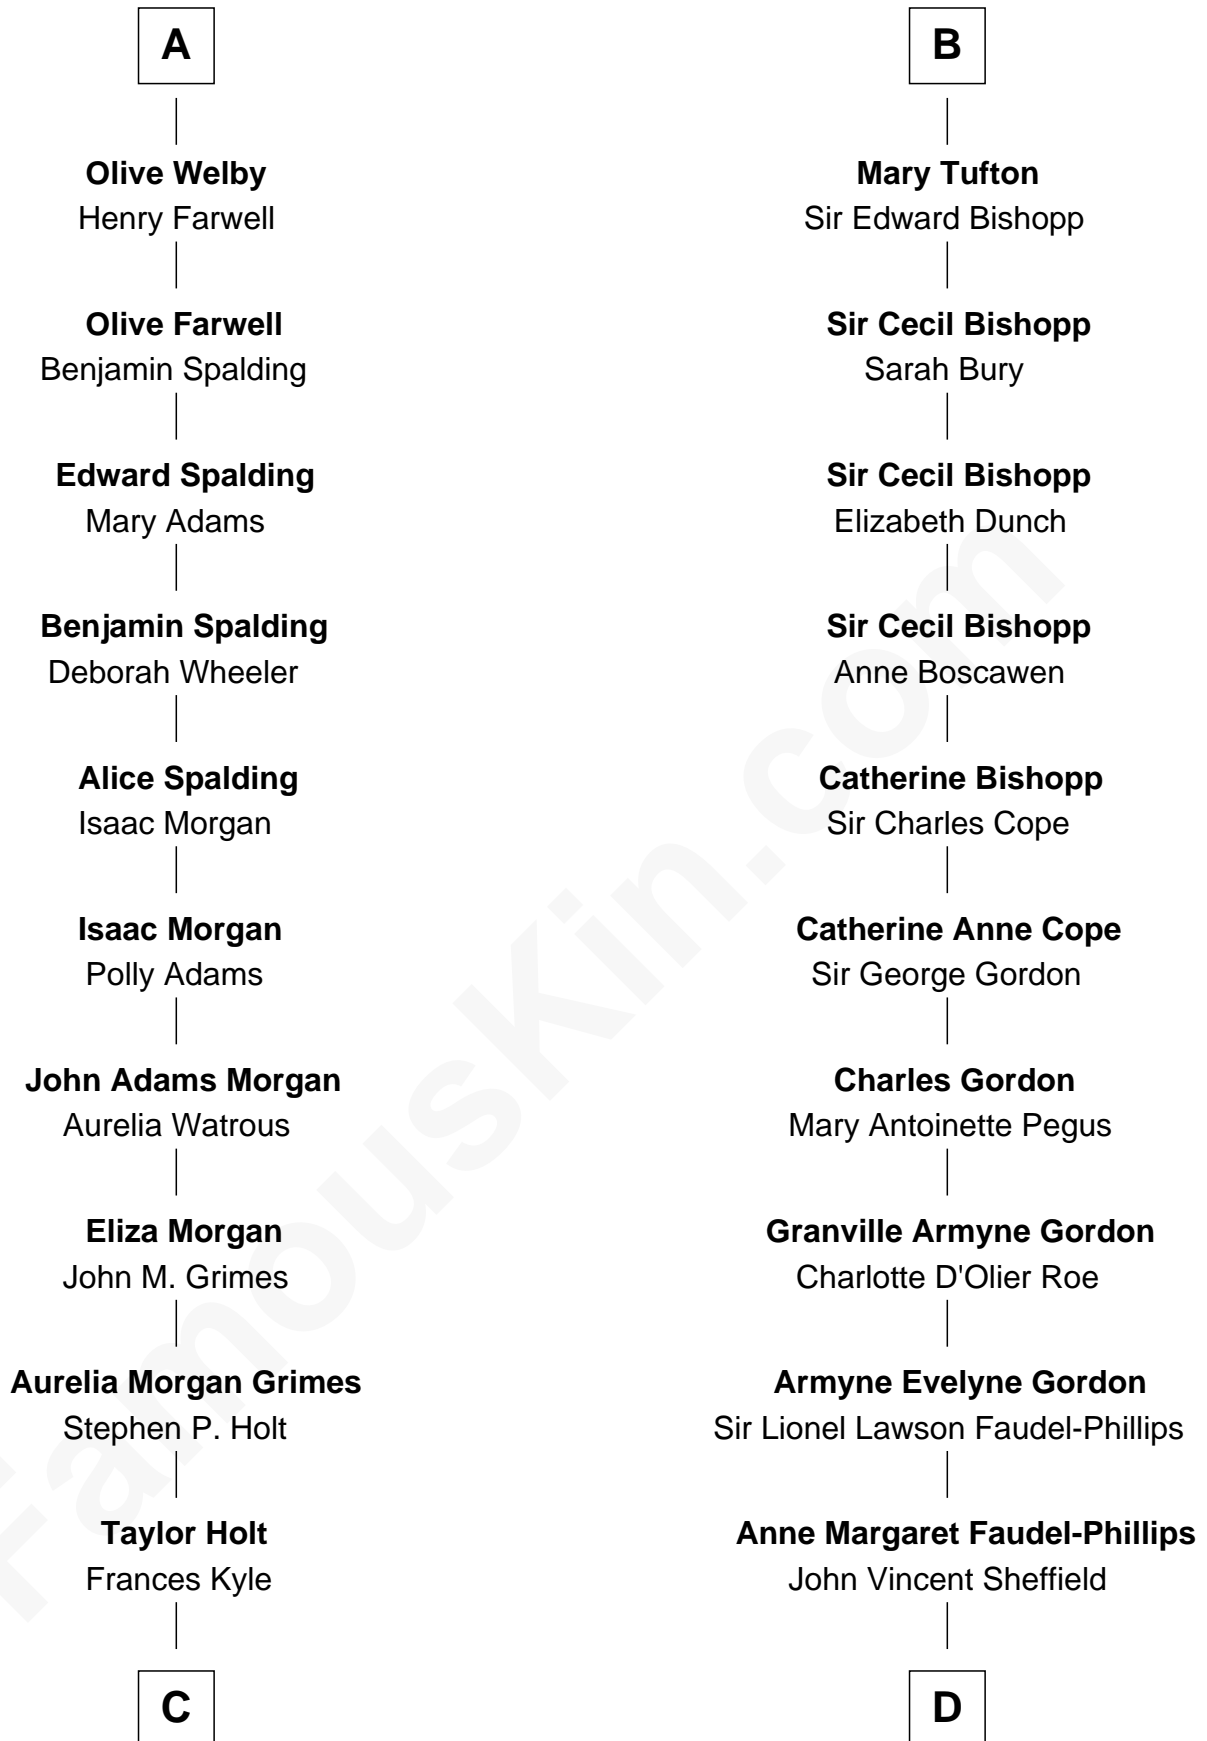 A
Olive Welby
Henry Farwell
Olive Farwell
Benjamin Spalding
Edward Spalding
Mary Adams
Benjamin Spalding
Deborah Wheeler
Alice Spalding
Isaac Morgan
Isaac Morgan
Polly Adams
John Adams Morgan
Aurelia Watrous
Eliza Morgan
John M. Grimes
Aurelia Morgan Grimes
Stephen P. Holt
Taylor Holt
Frances Kyle
C
B
Mary Tufton
Sir Edward Bishopp
Sir Cecil Bishopp
Sarah Bury
Sir Cecil Bishopp
Elizabeth Dunch
Sir Cecil Bishopp
Anne Boscawen
Catherine Bishopp
Sir Charles Cope
Catherine Anne Cope
Sir George Gordon
Charles Gordon
Mary Antoinette Pegus
Granville Armyne Gordon
Charlotte D'Olier Roe
Armyne Evelyne Gordon
Sir Lionel Lawson Faudel-Phillips
Anne Margaret Faudel-Phillips
John Vincent Sheffield
D
FamousKin.com